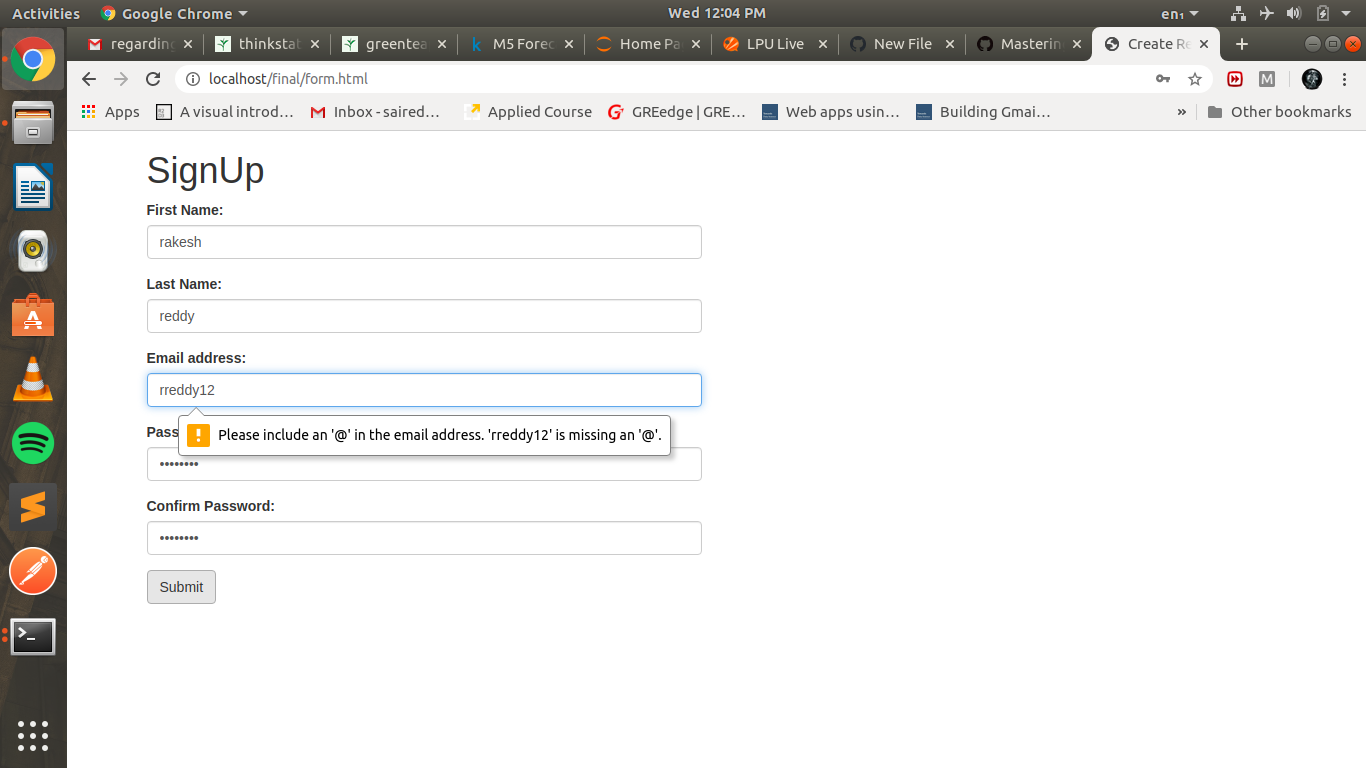 Activities Google Chrome Wed 12:04 PM en₁
regarding thinkstat greentea M5 Forec Home Pa LPU Live New File Masterin Create Re
localhost/final/form.html M
Apps A visual introd… Inbox - saired… Applied Course GREedge | GRE… Web apps usin… Building Gmai… » Other bookmarks
SignUp
First Name:
rakesh
Last Name:
reddy
Email address:
rreddy12
Pass
Please include an '@' in the email address. 'rreddy12' is missing an '@'.
••••••••
Confirm Password:
••••••••
Submit